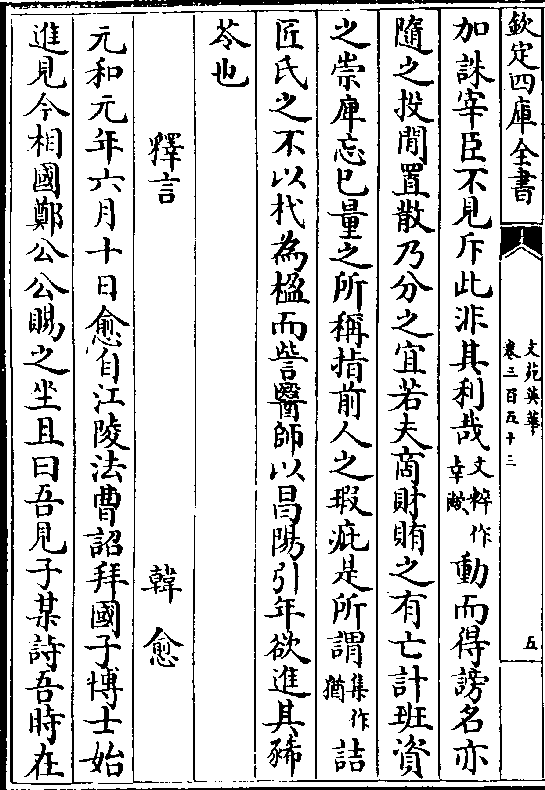 欽定四庫全書
文苑英華
卷三百五十三
五
加誅宰臣不見斥此非其利哉文粹作幸歟動而得謗名亦
隨之投閒置散乃分之宜若夫商財賄之有亡計班資
之崇庳忘已量之所稱指前人之瑕疵是所謂集作猶詰
匠氏之不以杙為楹而訾醫師以昌陽引年欲進其豨
苓也
釋言 韓愈
元和元年六月十日愈自江陵法曹詔拜國子博士始
進見今相國鄭公公賜之坐且曰吾見子某詩吾時在